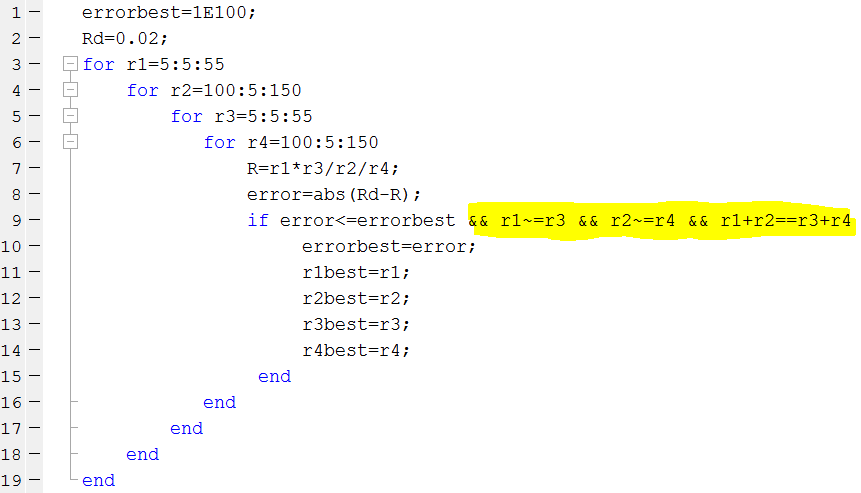 1 errorbest=1E100;
2 Rd=0.02;
3 for r1=5:5:55
4 for r2=100:5:150
5 for r3=5:5:55
6 for r4=100:5:150
7 R=r1*r3/r2/r4;
8 error=abs(Rd-R);
9 if error<=errorbest && r1~=r3 && r2~=r4 && r1+r2==r3+r4
10 errorbest=error;
11 r1best=r1;
12 r2best=r2;
13 r3best=r3;
14 r4best=r4;
15 end
16 end
17 end
18 end
19 end